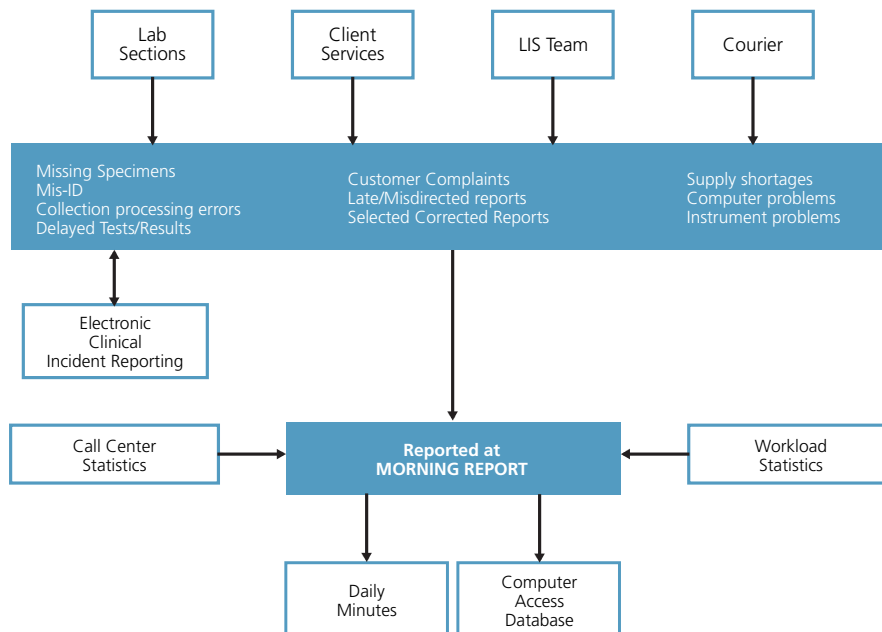 Lab
Sections
Client
Services
LIS Team
Courier
Missing Specimens
Mis-ID
Collection processing errors
Delayed Tests/Results
Customer Complaints
Late/Misdirected reports
Selected Corrected Reports
Supply shortages
Computer problems
Instrument problems
Electronic
Clinical
Incident Reporting
Call Center
Statistics
Reported at
MORNING REPORT
Workload
Statistics
Daily
Minutes
Computer
Access
Database